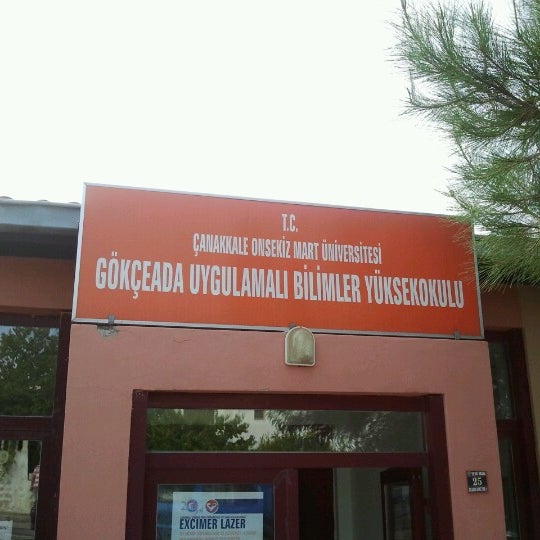 T.C.
ÇANAKKALE ONSEKİZ MART ÜNİVERSİTESİ
GÖKÇEADA UYGULAMALI BİLİMLER YÜKSEKOKULU
25
EXCIMER LAZER